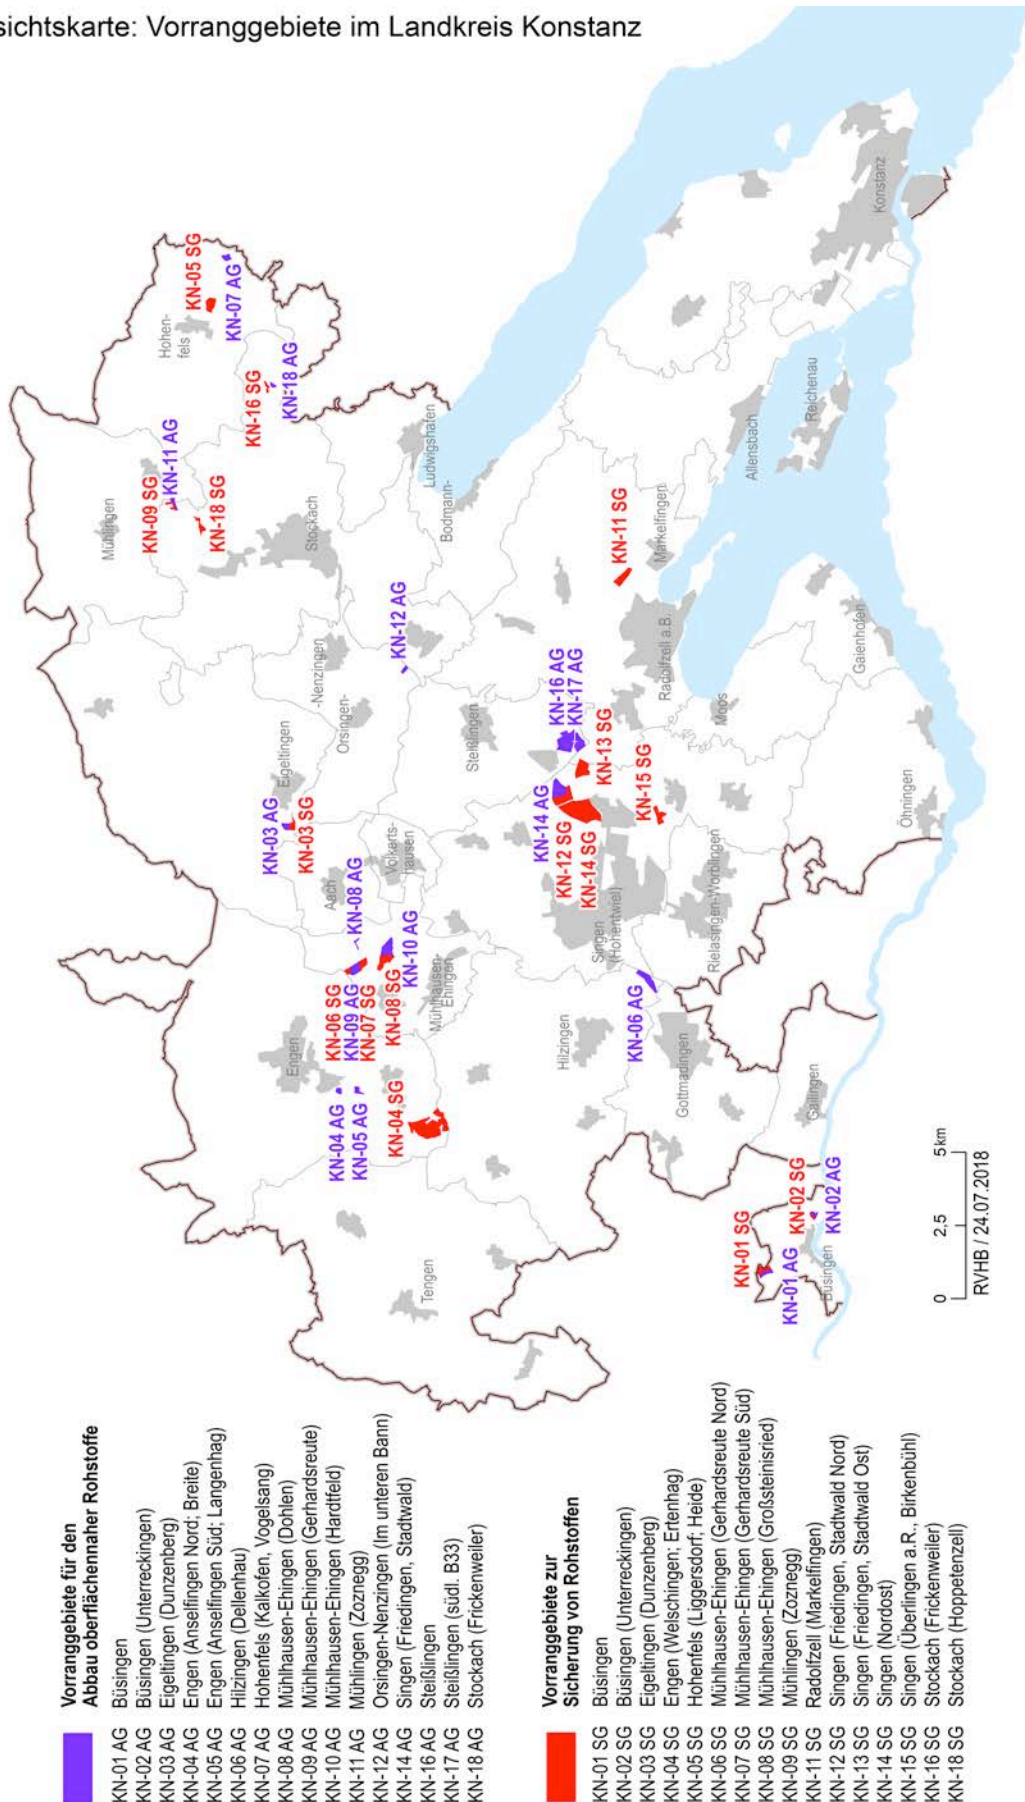 sichtskarte: Vorranggebiete im Landkreis Konstanz
KN-05 SG
Hohen-
fels
KN-07 AG
KN-16 SG
KN-18 AG
KN-11 AG
KN-09 SG
KN-18 SG
Mühlingen
Stockach
Ludwigshafen
Bodmann-
Konstanz
Reichenau
Allensbach
KN-11 SG
Markelfingen
KN-12 AG
-Nenzingen
Orsingen-
Eigeltingen
Steißlingen
KN-16 AG
KN-17 AG
KN-13 SG
KN-15 SG
Radolfzell a.B.
Moos
Gaienhofen
Öhningen
KN-03 AG
KN-03 SG
Aach
Volkerts-
hausen
KN-08 AG
KN-10 AG
KN-14 AG
KN-12 SG
KN-14 SG
Singen
(Hohentwiel)
Rielasingen-Worblingen
KN-06 SG
KN-09 AG
KN-07 SG
KN-08 SG
Mühlhausen-
Ehingen
Engen
KN-04 AG
KN-05 AG
KN-04 SG
Hilzingen
KN-06 AG
Gottmadingen
Gailingen
Tengen
KN-01 SG
KN-01 AG
KN-02 SG
KN-02 AG
Büsingen
0 2,5 5 km
RVHB / 24.07.2018
Vorranggebiete für den
Abbau oberflächennaher Rohstoffe
KN-01 AG Büsingen
KN-02 AG Büsingen (Unterreckingen)
KN-03 AG Eigeltingen (Dunzenberg)
KN-04 AG Engen (Anselfingen Nord; Breite)
KN-05 AG Engen (Anselfingen Süd; Langenhag)
KN-06 AG Hilzingen (Dellenhau)
KN-07 AG Hohenfels (Kalkofen, Vogelsang)
KN-08 AG Mühlhausen-Ehingen (Dohlen)
KN-09 AG Mühlhausen-Ehingen (Gerhardsreute)
KN-10 AG Mühlhausen-Ehingen (Hardtfeld)
KN-11 AG Mühlingen (Zoznegg)
KN-12 AG Orsingen-Nenzingen (Im unteren Bann)
KN-14 AG Singen (Friedingen, Stadtwald)
KN-16 AG Steißlingen
KN-17 AG Steißlingen (südl. B33)
KN-18 AG Stockach (Frickenweiler)
Vorranggebiete zur
Sicherung von Rohstoffen
KN-01 SG Büsingen
KN-02 SG Büsingen (Unterreckingen)
KN-03 SG Eigeltingen (Dunzenberg)
KN-04 SG Engen (Welschingen; Ertenhag)
KN-05 SG Hohenfels (Liggersdorf; Heide)
KN-06 SG Mühlhausen-Ehingen (Gerhardsreute Nord)
KN-07 SG Mühlhausen-Ehingen (Gerhardsreute Süd)
KN-08 SG Mühlhausen-Ehingen (Großsteinisried)
KN-09 SG Mühlingen (Zoznegg)
KN-11 SG Radolfzell (Markelfingen)
KN-12 SG Singen (Friedingen, Stadtwald Nord)
KN-13 SG Singen (Friedingen, Stadtwald Ost)
KN-14 SG Singen (Nordost)
KN-15 SG Singen (Überlingen a.R., Birkenbühl)
KN-16 SG Stockach (Frickenweiler)
KN-18 SG Stockach (Hoppetenzell)